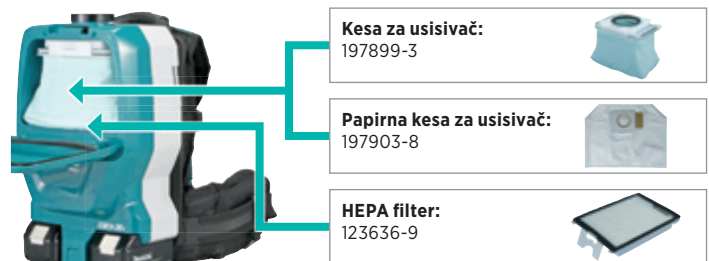 Kesa za usisivač:
197899-3
Papirna kesa za usisivač:
197903-8
HEPA filter:
123636-9